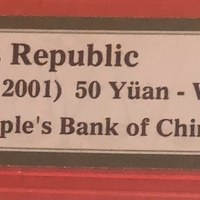 Republic
2001) 50 Yüan -
ple's Bank of Chin